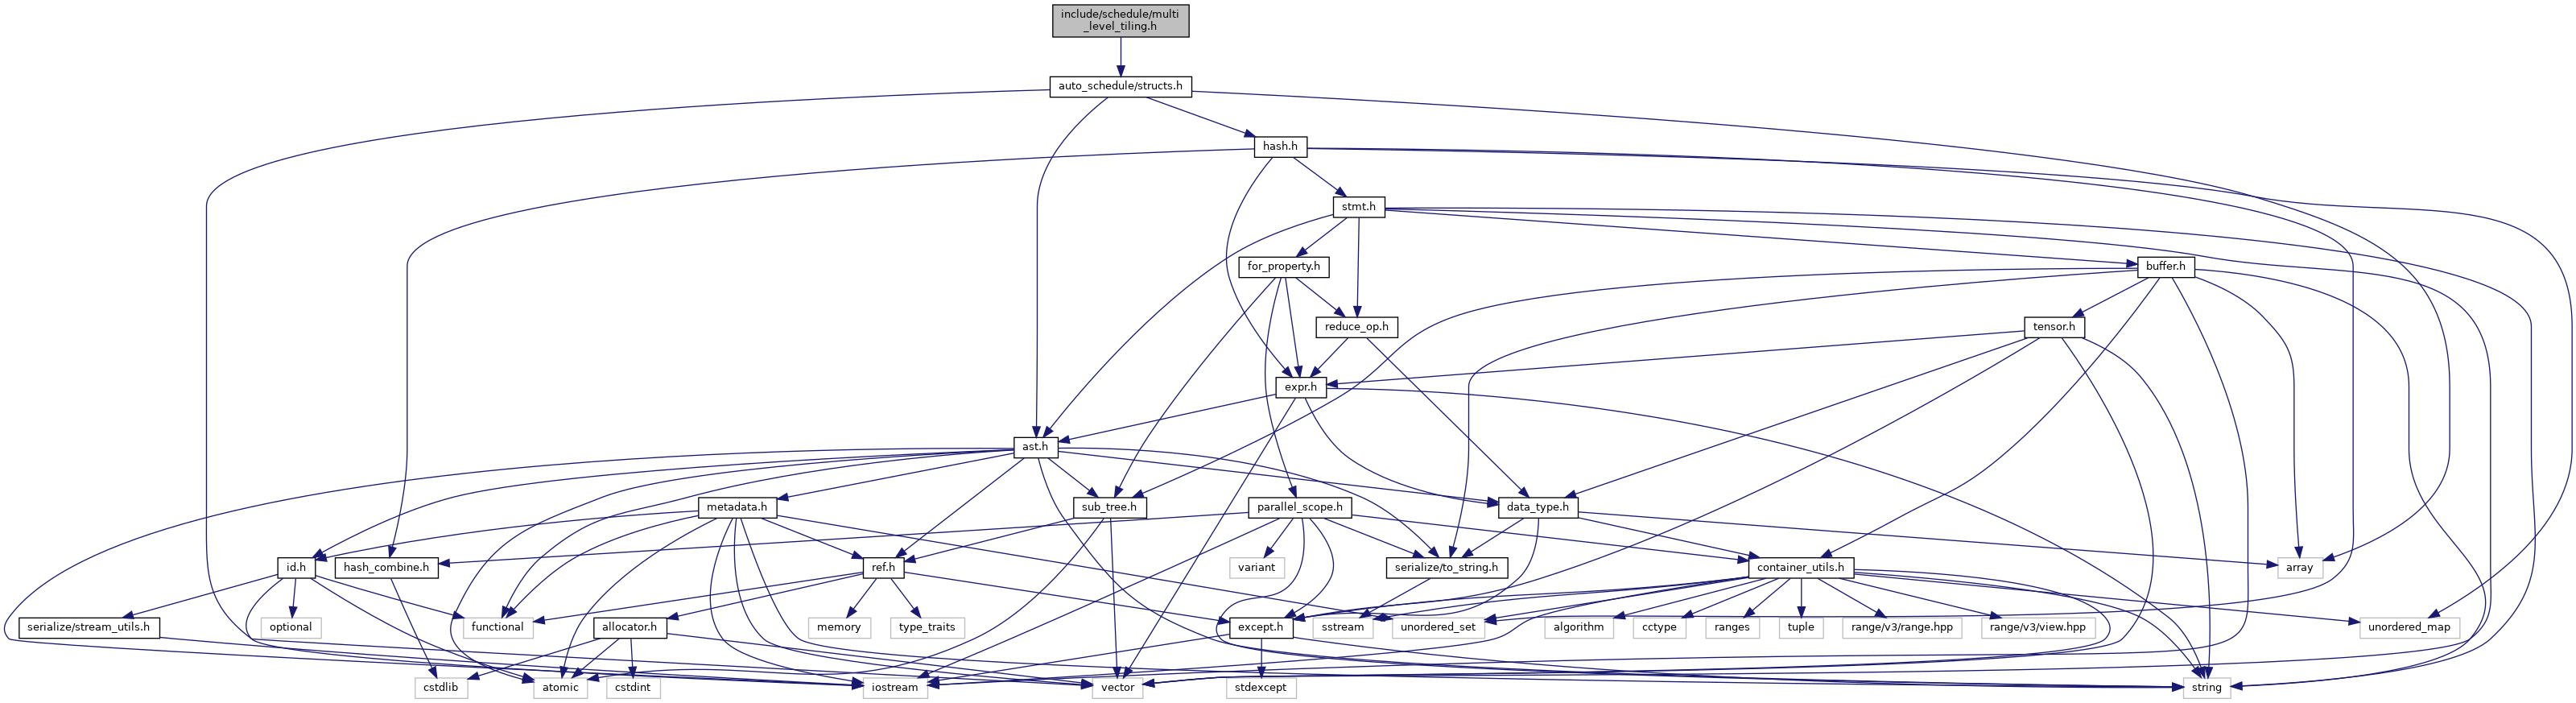 include/schedule/multi
_level_tiling.h
auto_schedule/structs.h
hash.h
stmt.h
for_property.h
buffer.h
reduce_op.h
tensor.h
expr.h
ast.h
metadata.h
sub_tree.h
parallel_scope.h
data_type.h
id.h
hash_combine.h
ref.h
variant
serialize/to_string.h
container_utils.h
array
serialize/stream_utils.h
optional
functional
allocator.h
memory
type_traits
except.h
sstream
unordered_set
algorithm
cctype
ranges
tuple
range/v3/range.hpp
range/v3/view.hpp
unordered_map
cstdlib
atomic
cstdint
iostream
vector
stdexcept
string